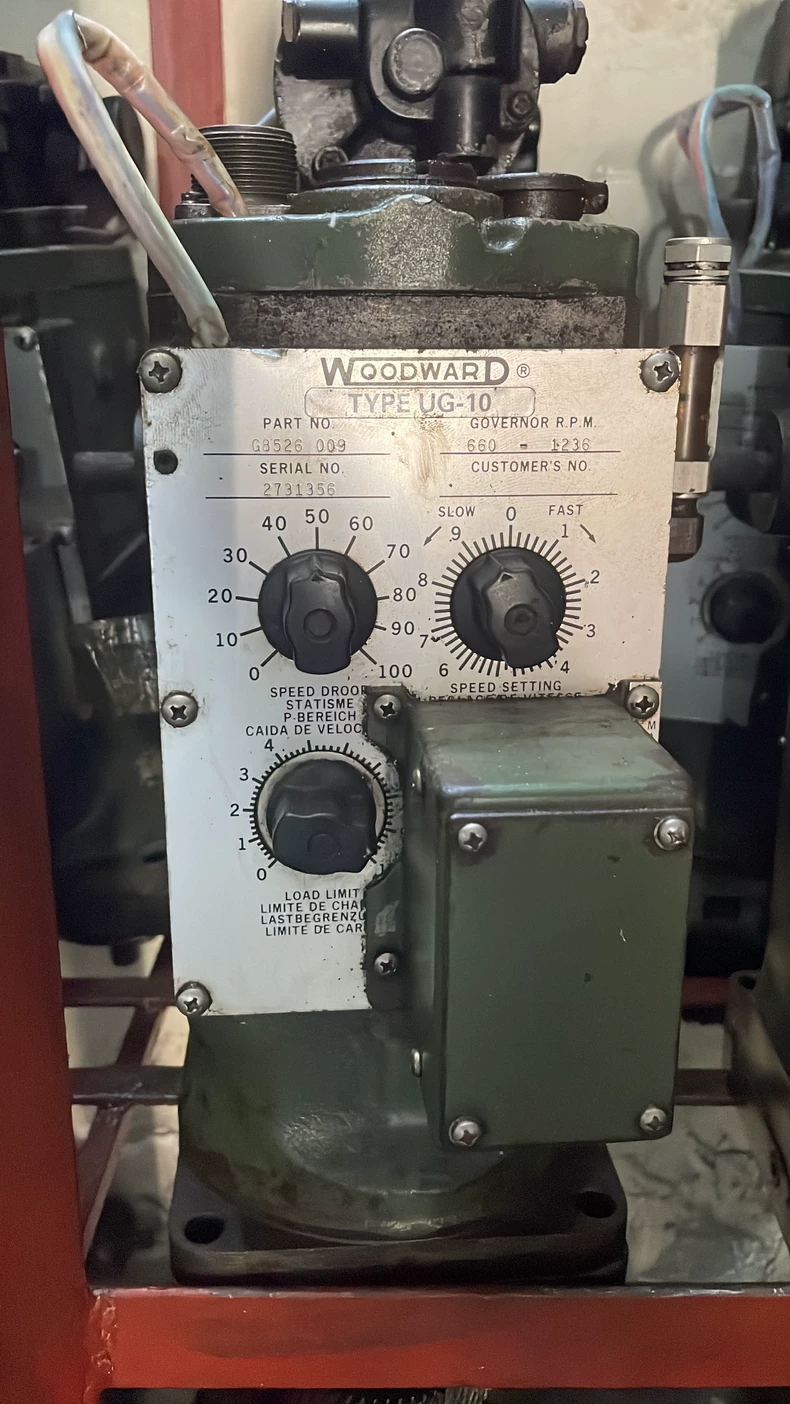 WOODWARD ®
TYPE UG-10
PART NO. GOVERNOR R.P.M.
G8526 009 660 - 1236
SERIAL NO. CUSTOMER'S NO.
2731356
0 10 20 30 40 50 60 70 80 90 100
SLOW 0 FAST
.9 1 .2 3 4 6 7 8
SPEED DROOP
STATISME
P-BEREICH
CAIDA DE VELOC
SPEED SETTING
M
0 1 2 3 4
LOAD LIMIT
LIMITE DE CHA
LASTBEGRENZU
LIMITE DE CAR